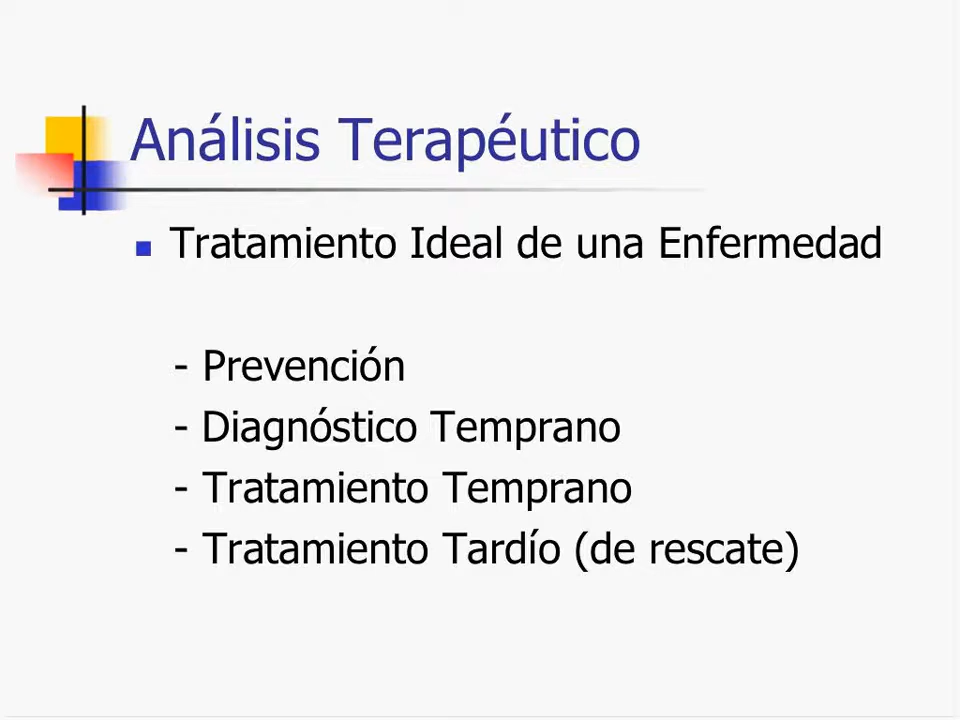 Análisis Terapéutico
Tratamiento Ideal de una Enfermedad
- Prevención
- Diagnóstico Temprano
- Tratamiento Temprano
- Tratamiento Tardío (de rescate)